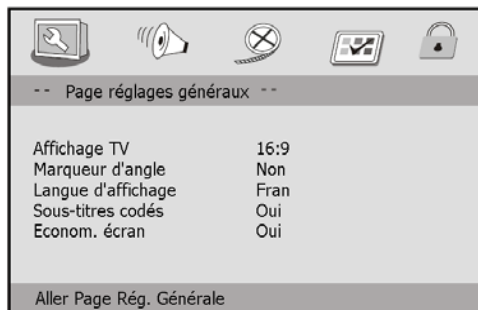 -- Page réglages généraux --
Affichage TV 16:9
Marqueur d'angle Non
Langue d'affichage Fran
Sous-titres codés Oui
Econom. écran Oui
Aller Page Rég. Générale